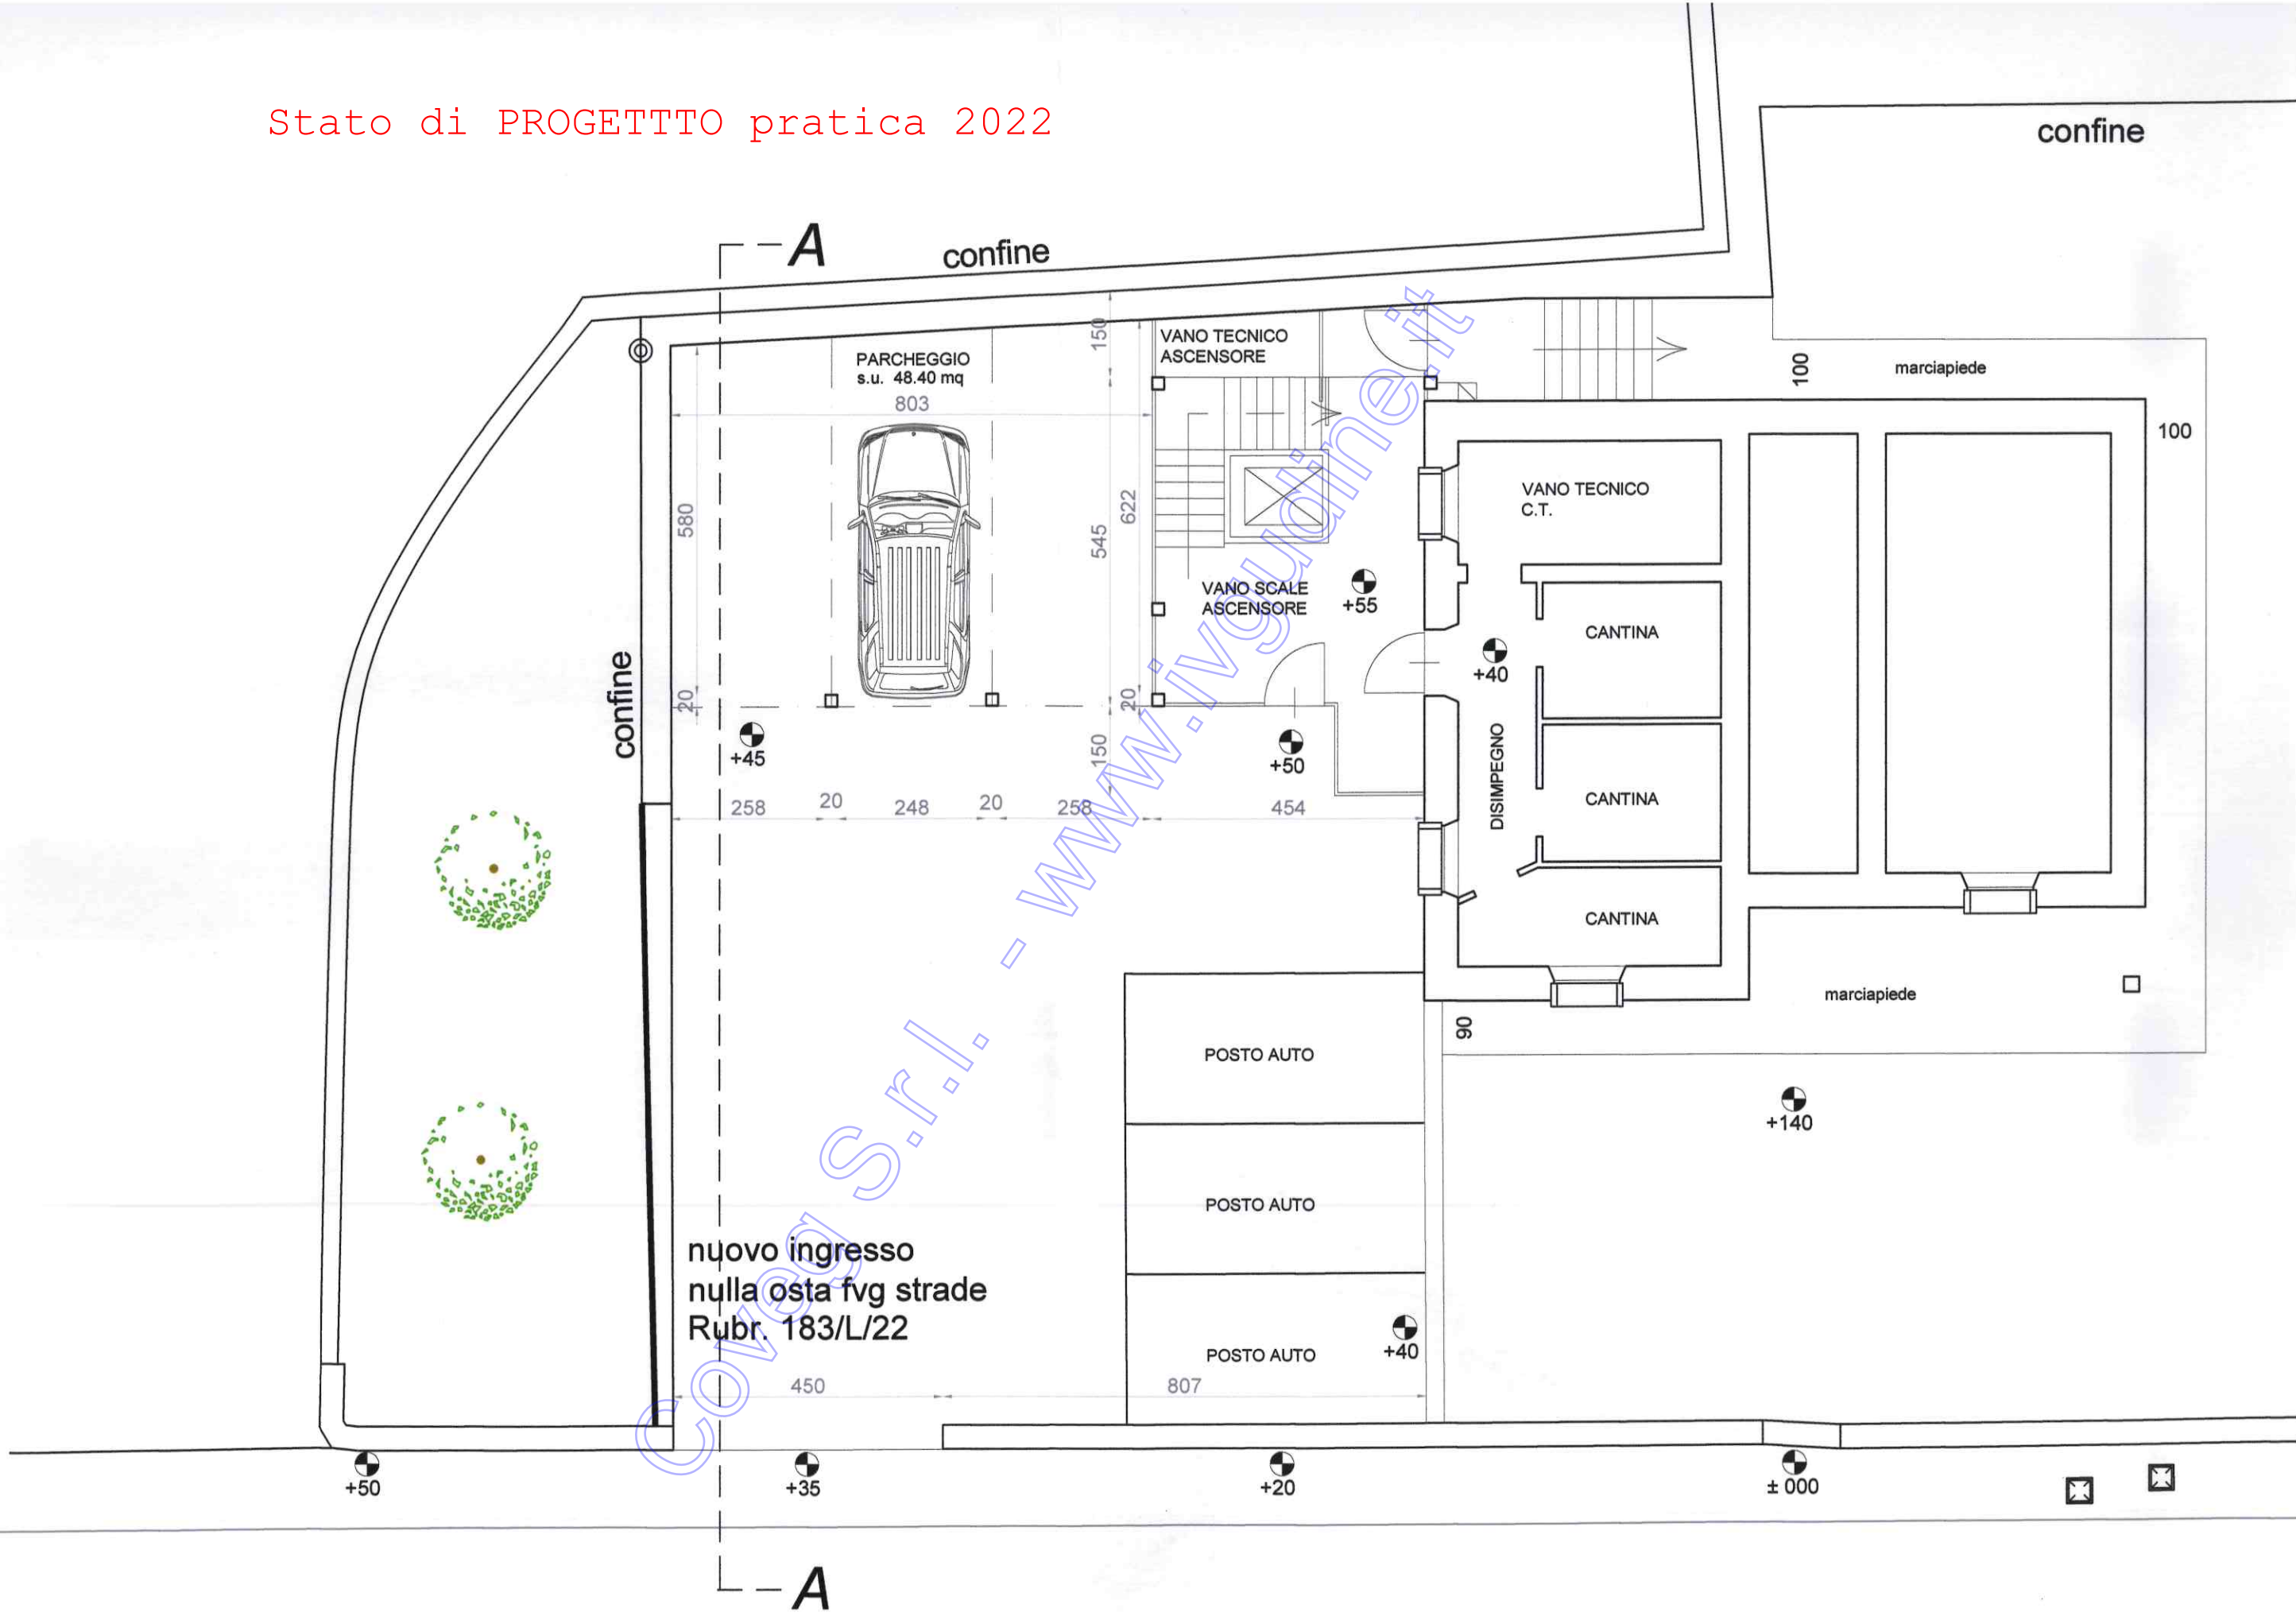 Stato di PROGETTTO pratica 2022
confine
A
confine
150
VANO TECNICO
ASCENSORE
PARCHEGGIO
s.u. 48.40 mq
803
100
marciapiede
100
580
622
545
VANO TECNICO
C.T.
VANO SCALE
ASCENSORE
+55
CANTINA
+40
confine
20
20
+45
150
+50
DISIMPEGNO
258
20
248
20
258
454
CANTINA
CANTINA
marciapiede
90
POSTO AUTO
+140
POSTO AUTO
nuovo ingresso
nulla osta fvg strade
Rubr. 183/L/22
POSTO AUTO
+40
450
807
+50
+35
+20
± 000
A
Coveg S.r.l. - www.ivgudine.it